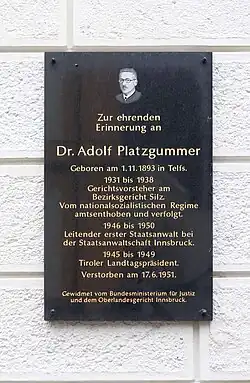 Zur ehrenden
Erinnerung an
Dr. Adolf Platzgummer
Geboren am 1.11.1893 in Telfs.
1931 bis 1938
Gerichtsvorsteher am
Bezirksgericht Silz.
Vom nationalsozialistischen Regime
amtsenthoben und verfolgt.
1946 bis 1950
Leitender erster Staatsanwalt bei
der Staatsanwaltschaft Innsbruck.
1945 bis 1949
Tiroler Landtagspräsident.
Verstorben am 17.6.1951.
Gewidmet vom Bundesministerium für Justiz
und dem Oberlandesgericht Innsbruck.